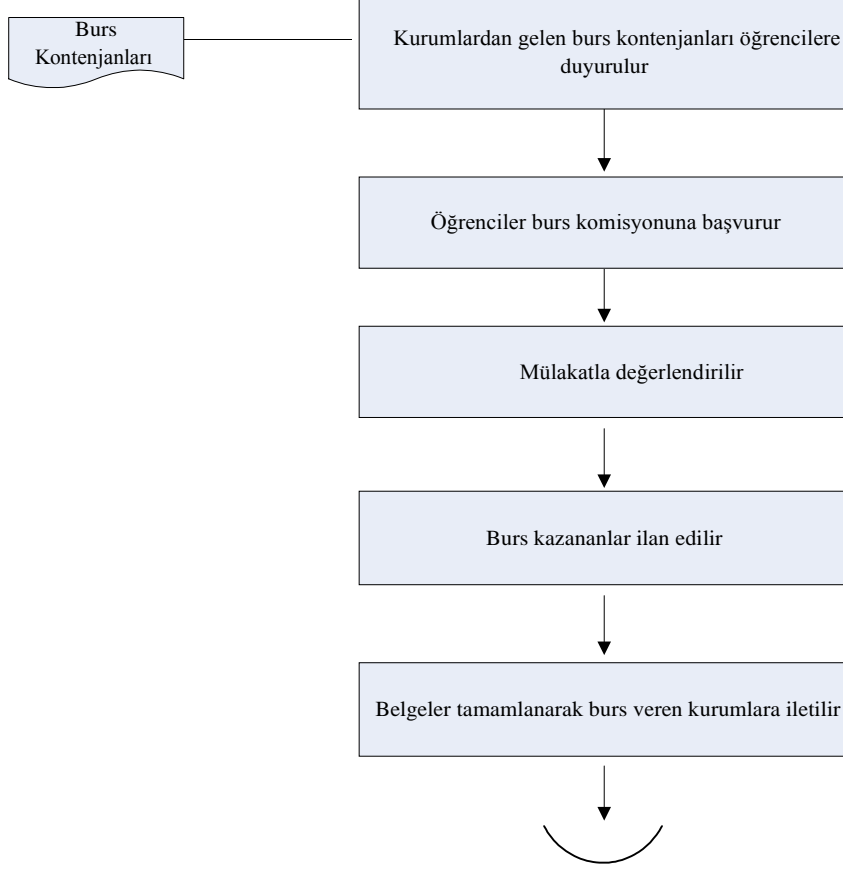 Burs
Kontenjanları
Kurumlardan gelen burs kontenjanları öğrencilere
duyurulur
Öğrenciler burs komisyonuna başvurur
Mülakatla değerlendirilir
Burs kazananlar ilan edilir
Belgeler tamamlanarak burs veren kurumlara iletilir